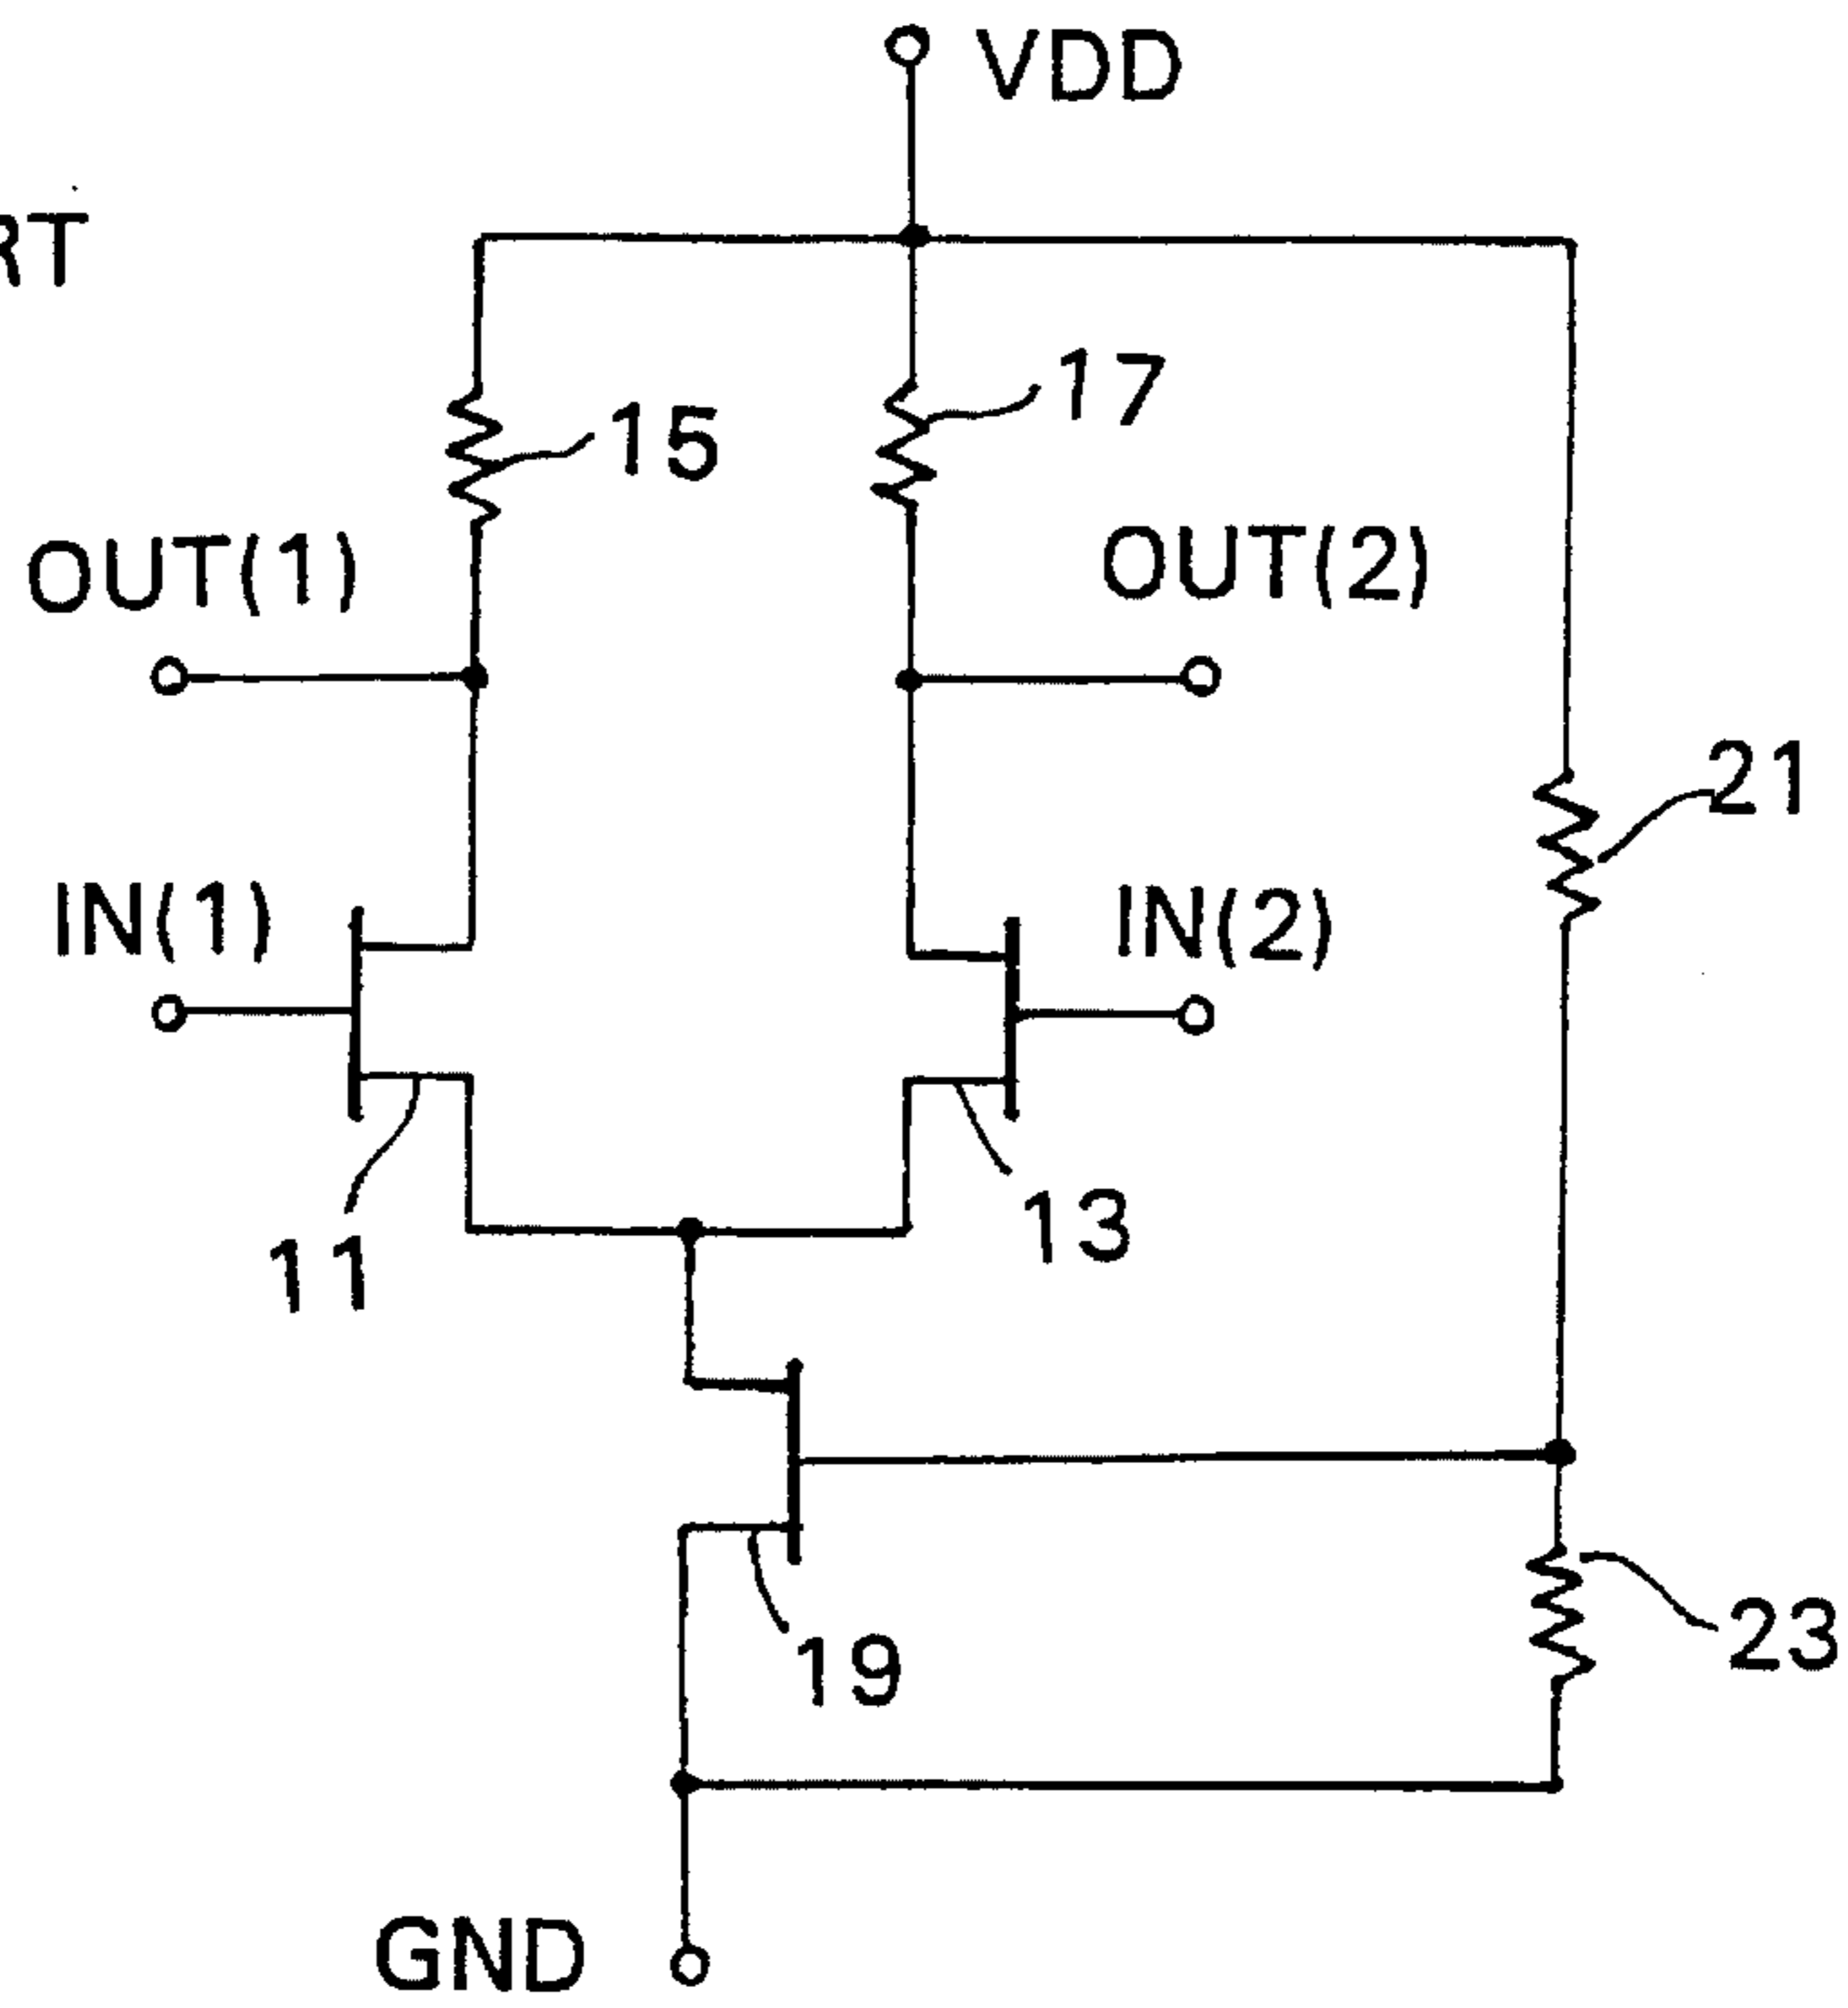 VDD
RT
17
15
OUT(1)
OUT(2)
21
IN(1)
IN(2)
13
11
23
19
GND